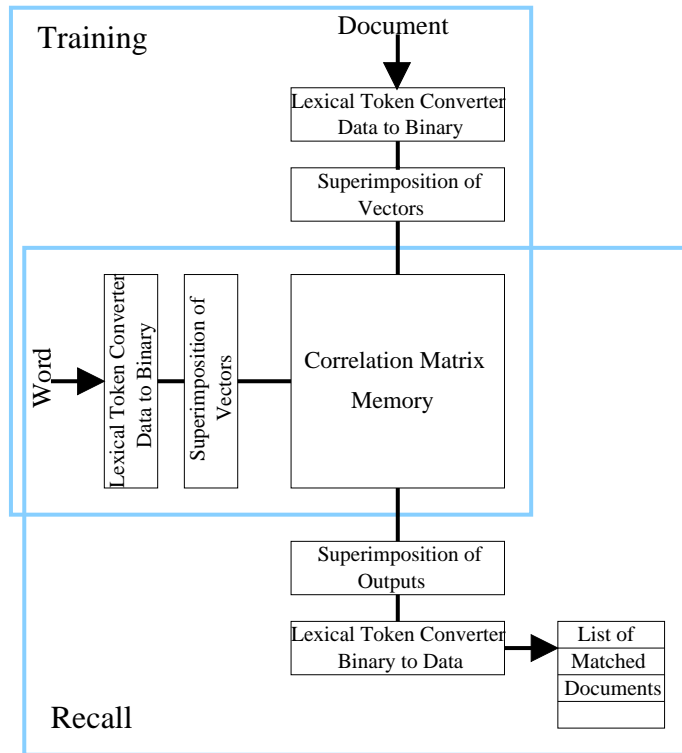 Training
Document
Lexical Token Converter
Data to Binary
Superimposition of
Vectors
Word
Lexical Token Converter
Data to Binary
Superimposition of
Vectors
Correlation Matrix
Memory
Superimposition of
Outputs
Lexical Token Converter
Binary to Data
List of
Matched
Documents
Recall